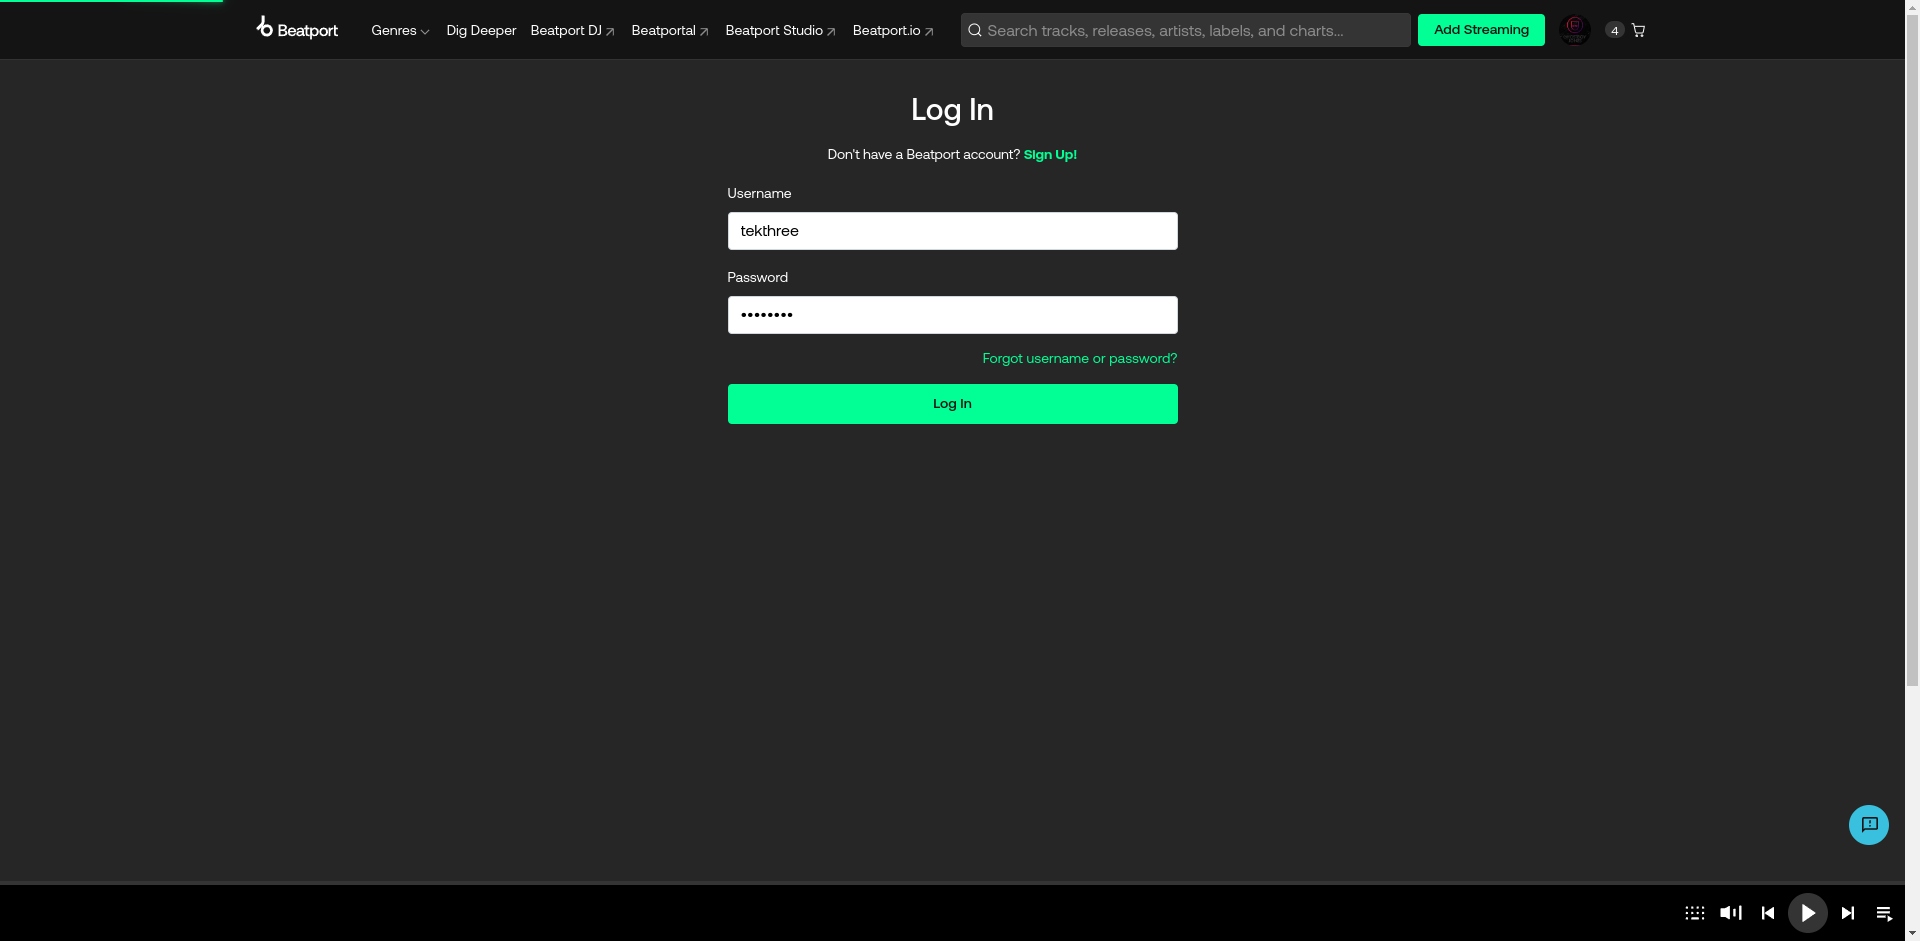 Beatport
Genres
Dig Deeper
Beatport DJ
Beatportal
Beatport Studio
Beatport.io
Search tracks, releases, artists, labels, and charts...
Add Streaming
4
Log In
Don't have a Beatport account? Sign Up!
Username
tekthree
Password
••••••••
Forgot username or password?
Log In